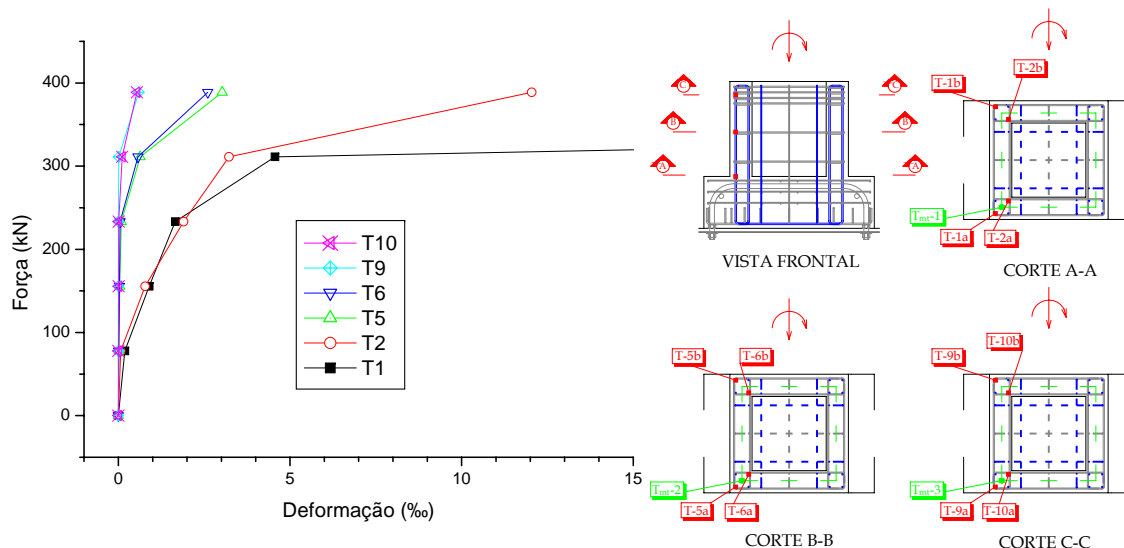 400
300
200
100
0
Força (kN)
T10
T9
T6
T5
T2
T1
0
5
10
15
Deformação (‰)
C
C
B
B
A
A
VISTA FRONTAL
T-1b
T-2b
Tmt-1
T-1a
T-2a
CORTE A-A
T-5b
T-6b
Tmt-2
T-5a
T-6a
CORTE B-B
T-9b
T-10b
Tmt-3
T-9a
T-10a
CORTE C-C